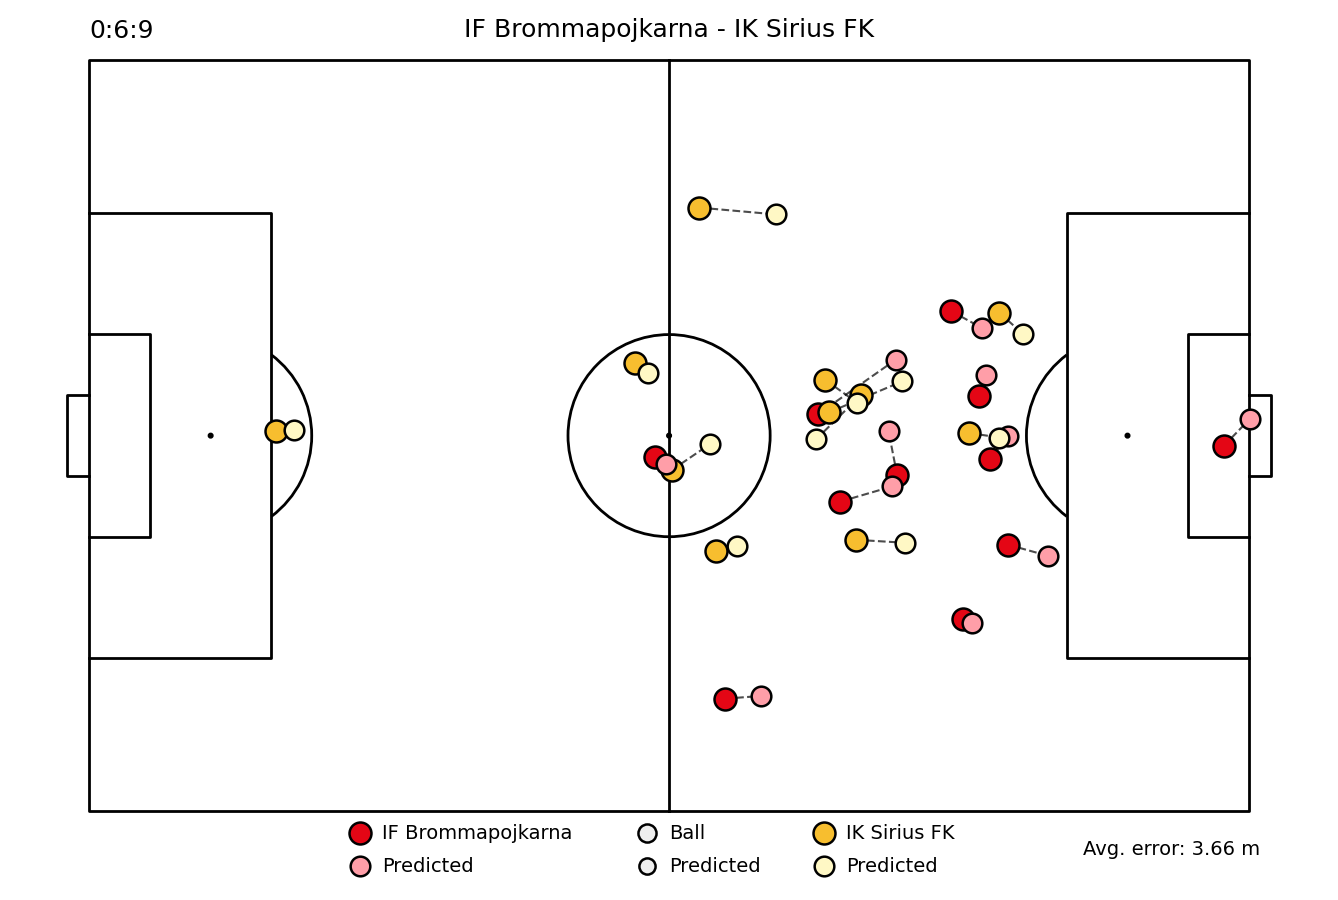 0:6:9
IF Brommapojkarna - IK Sirius FK
IF Brommapojkarna
Ball
IK Sirius FK
Predicted
Predicted
Predicted
Avg. error: 3.66 m